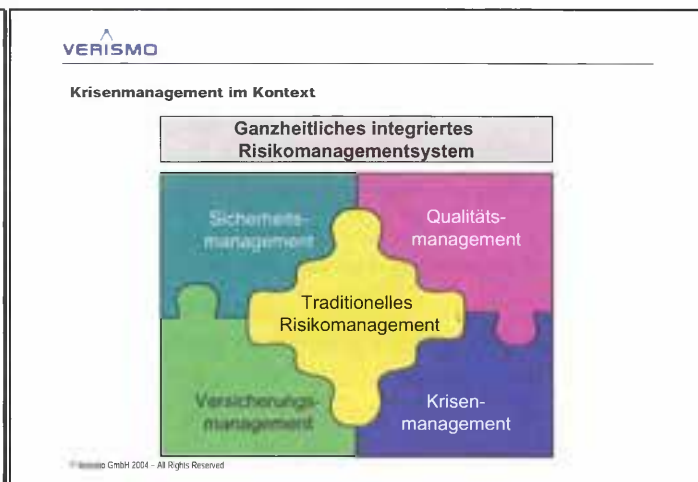 VERISMO
Krisenmanagement im Kontext
Ganzheitliches integriertes
Risikomanagementsystem
Sicherheits-
management
Qualitäts-
management
Traditionelles
Risikomanagement
Versicherungs-
management
Krisen-
management
GmbH 2004 – All Rights Reserved